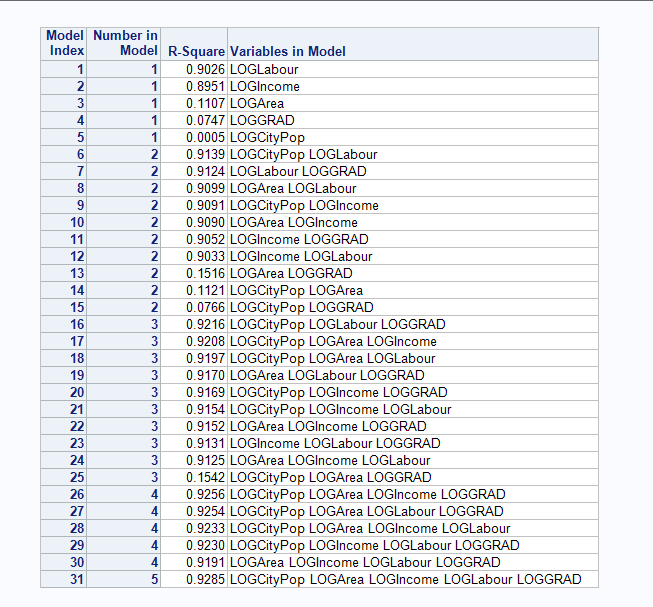 Model Number in
Index Model R-Square Variables in Model
1 1 0.9026 LOGLabour
2 1 0.8951 LOGIncome
3 1 0.1107 LOGArea
4 1 0.0747 LOGGRAD
5 1 0.0005 LOGCityPop
6 2 0.9139 LOGCityPop LOGLabour
7 2 0.9124 LOGLabour LOGGRAD
8 2 0.9099 LOGArea LOGLabour
9 2 0.9091 LOGCityPop LOGIncome
10 2 0.9090 LOGArea LOGIncome
11 2 0.9052 LOGIncome LOGGRAD
12 2 0.9033 LOGIncome LOGLabour
13 2 0.1516 LOGArea LOGGRAD
14 2 0.1121 LOGCityPop LOGArea
15 2 0.0766 LOGCityPop LOGGRAD
16 3 0.9216 LOGCityPop LOGLabour LOGGRAD
17 3 0.9208 LOGCityPop LOGArea LOGIncome
18 3 0.9197 LOGCityPop LOGArea LOGLabour
19 3 0.9170 LOGArea LOGLabour LOGGRAD
20 3 0.9169 LOGCityPop LOGIncome LOGGRAD
21 3 0.9154 LOGCityPop LOGIncome LOGLabour
22 3 0.9152 LOGArea LOGIncome LOGGRAD
23 3 0.9131 LOGIncome LOGLabour LOGGRAD
24 3 0.9125 LOGArea LOGIncome LOGLabour
25 3 0.1542 LOGCityPop LOGArea LOGGRAD
26 4 0.9256 LOGCityPop LOGArea LOGIncome LOGGRAD
27 4 0.9254 LOGCityPop LOGArea LOGLabour LOGGRAD
28 4 0.9233 LOGCityPop LOGArea LOGIncome LOGLabour
29 4 0.9230 LOGCityPop LOGIncome LOGLabour LOGGRAD
30 4 0.9191 LOGArea LOGIncome LOGLabour LOGGRAD
31 5 0.9285 LOGCityPop LOGArea LOGIncome LOGLabour LOGGRAD